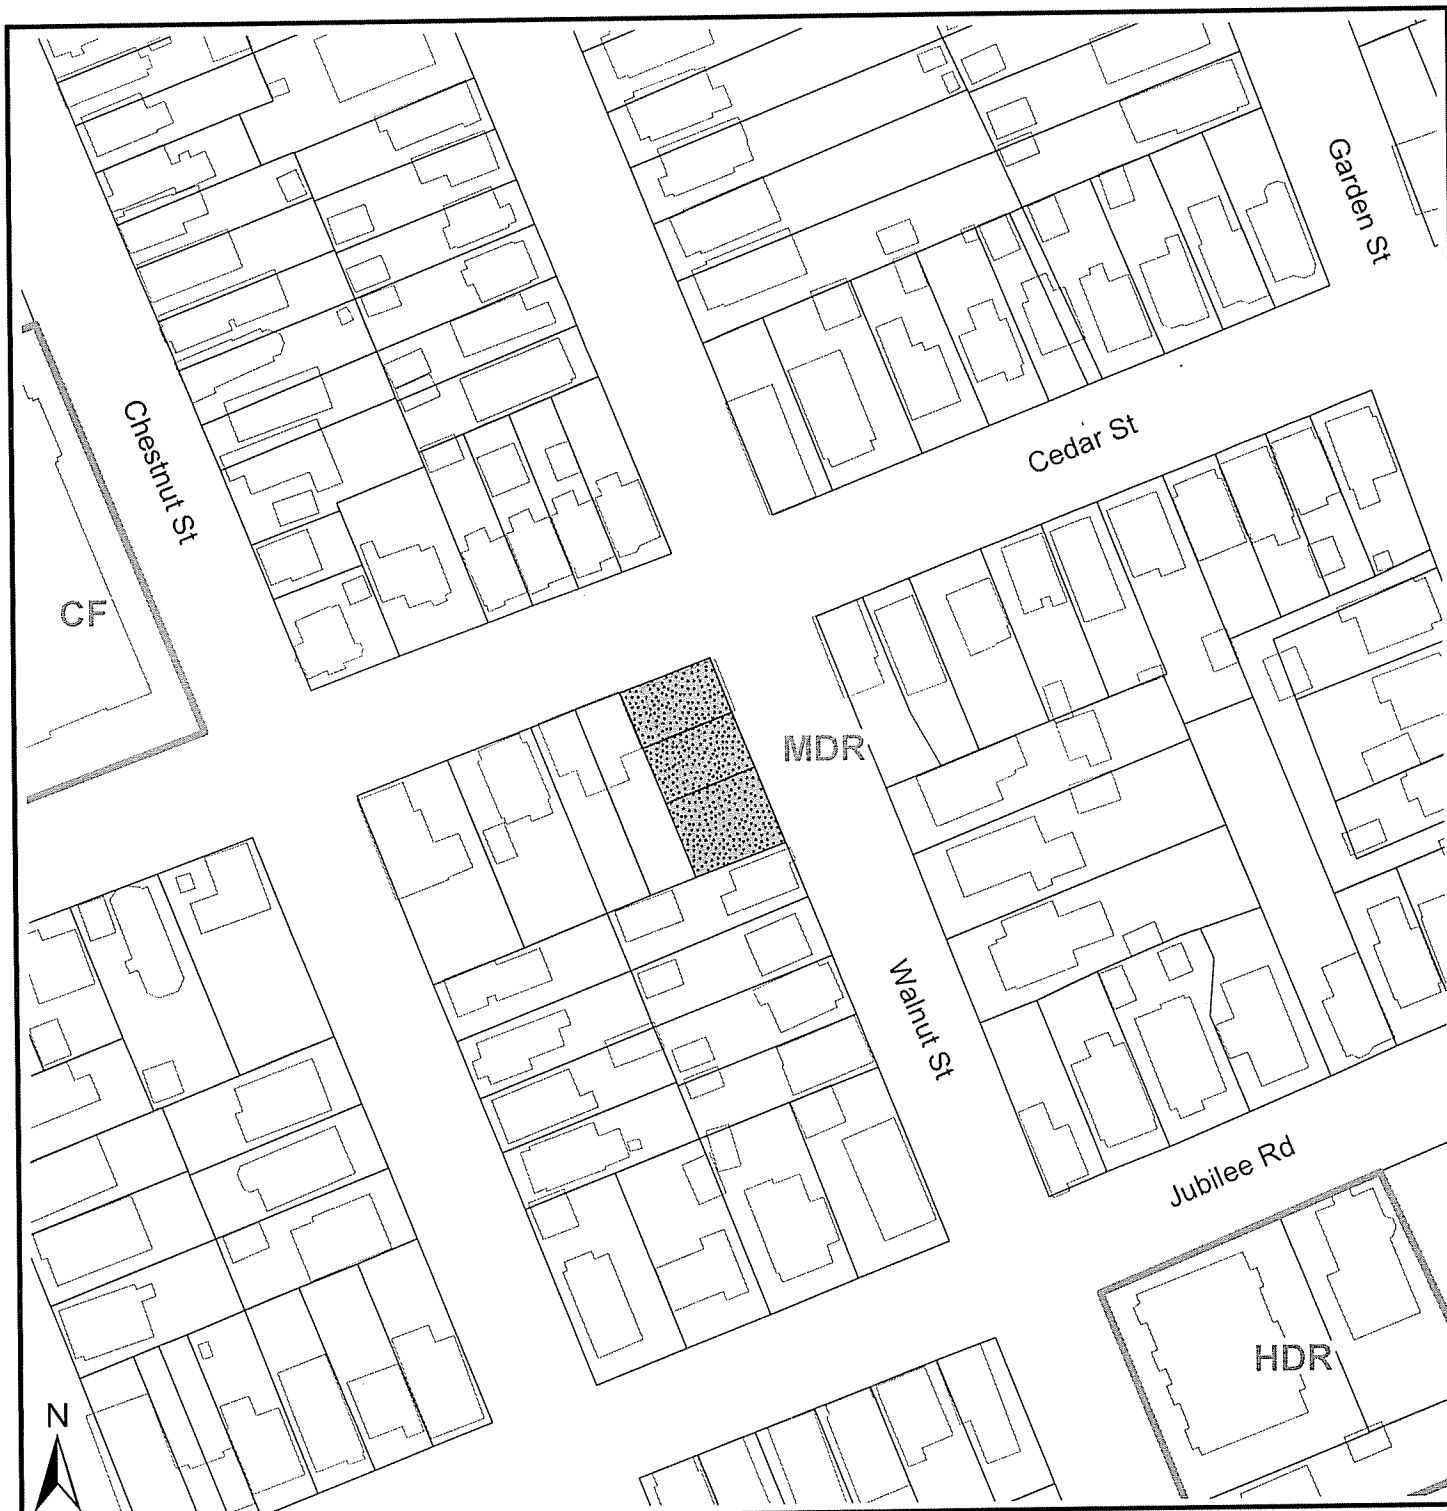 Garden St
Cedar St
Chestnut St
CF
MDR
Walnut St
Jubilee Rd
HDR
N